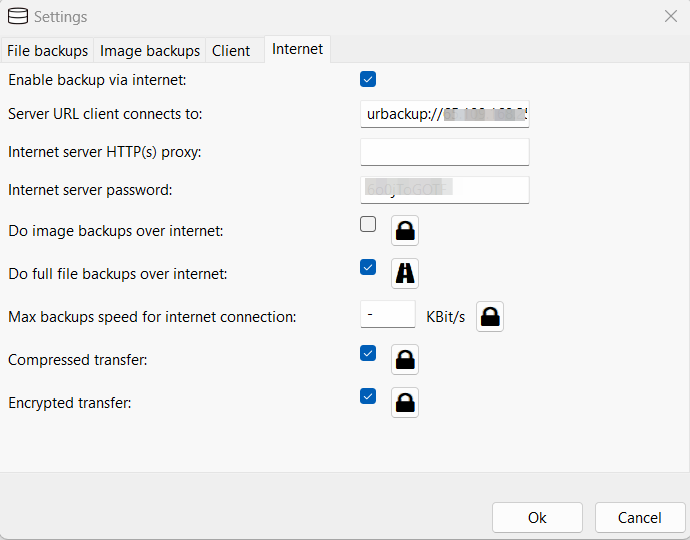 Settings
File backups Image backups Client Internet
Enable backup via internet:
Server URL client connects to: urbackup://
Internet server HTTP(s) proxy:
Internet server password:
Do image backups over internet:
Do full file backups over internet:
Max backups speed for internet connection: - KBit/s
Compressed transfer:
Encrypted transfer:
Ok Cancel